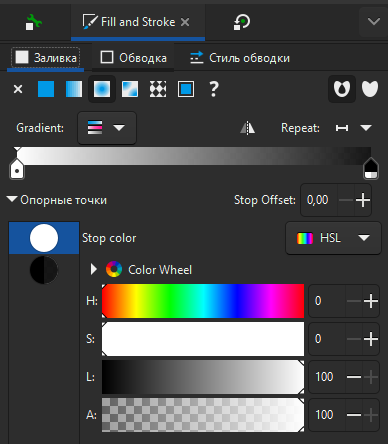 Fill and Stroke
Заливка Обводка Стиль обводки
?
Gradient: Repeat:
Опорные точки Stop Offset: 0,00
Stop color HSL
Color Wheel
H: 0
S: 0
L: 100
A: 100